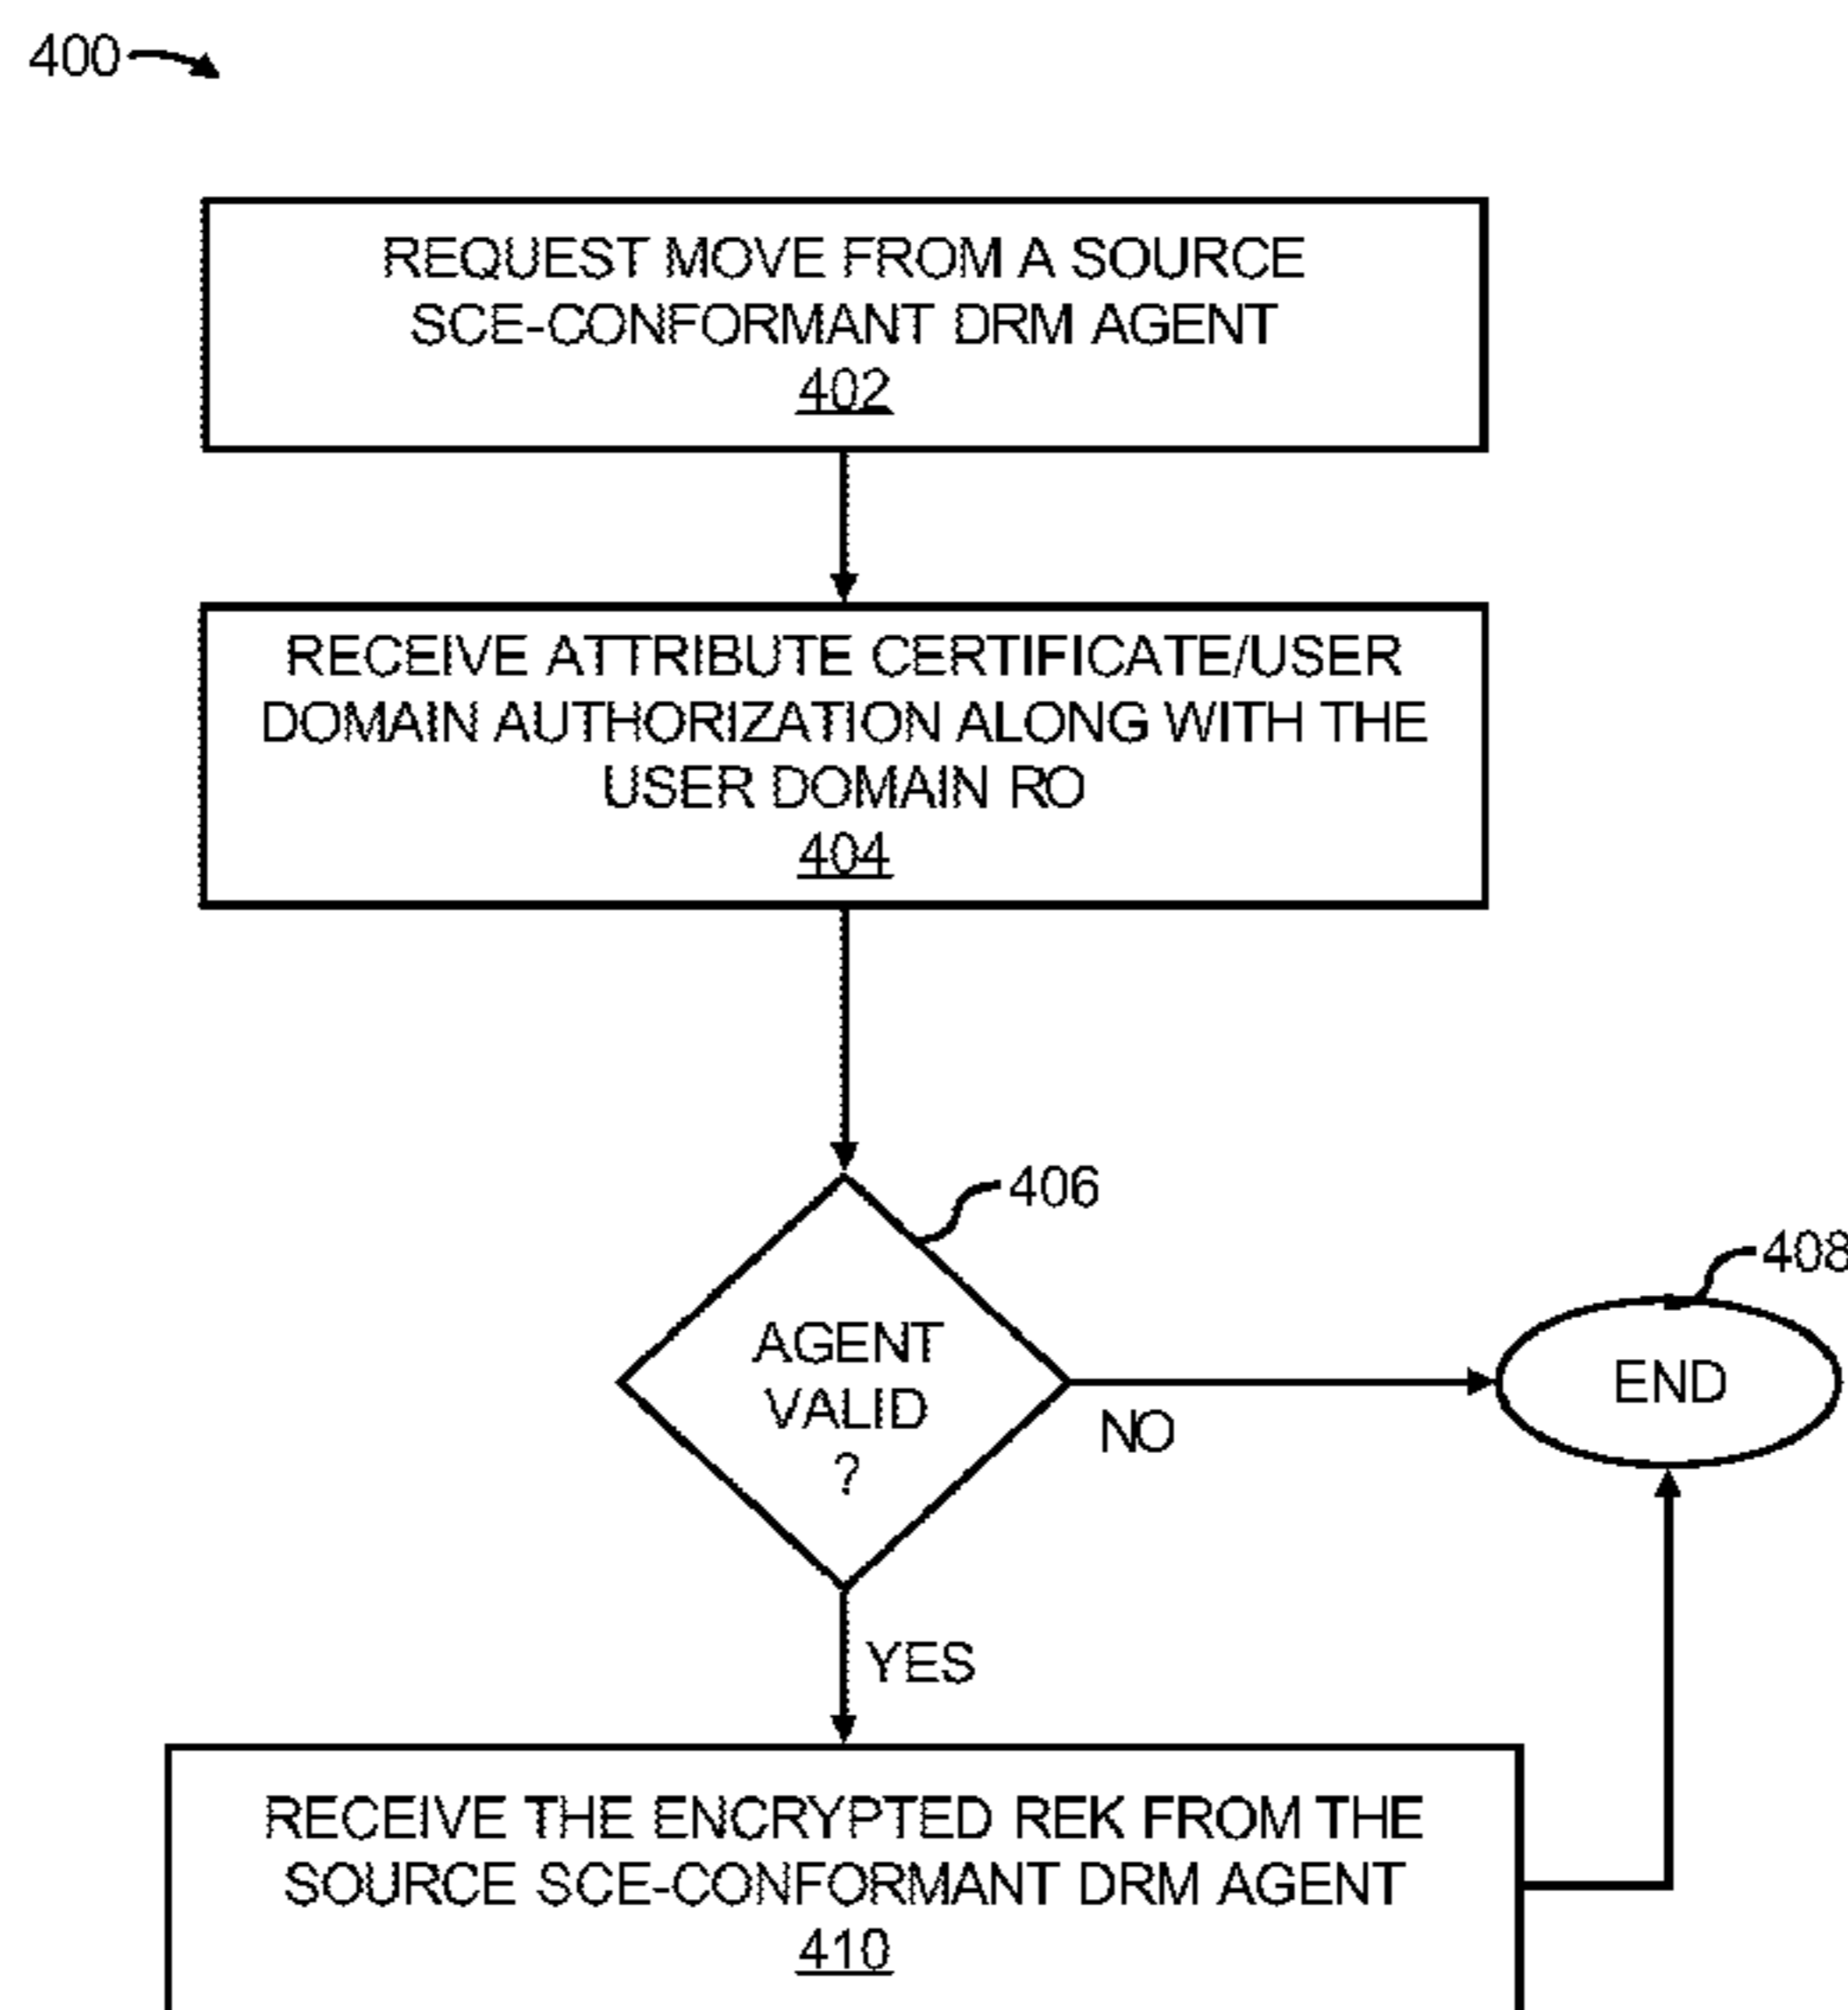 400
REQUEST MOVE FROM A SOURCE
SCE-CONFORMANT DRM AGENT
402
RECEIVE ATTRIBUTE CERTIFICATE/USER
DOMAIN AUTHORIZATION ALONG WITH THE
USER DOMAIN RO
404
406
408
AGENT
VALID
?
END
NO
YES
RECEIVE THE ENCRYPTED REK FROM THE
SOURCE SCE-CONFORMANT DRM AGENT
410